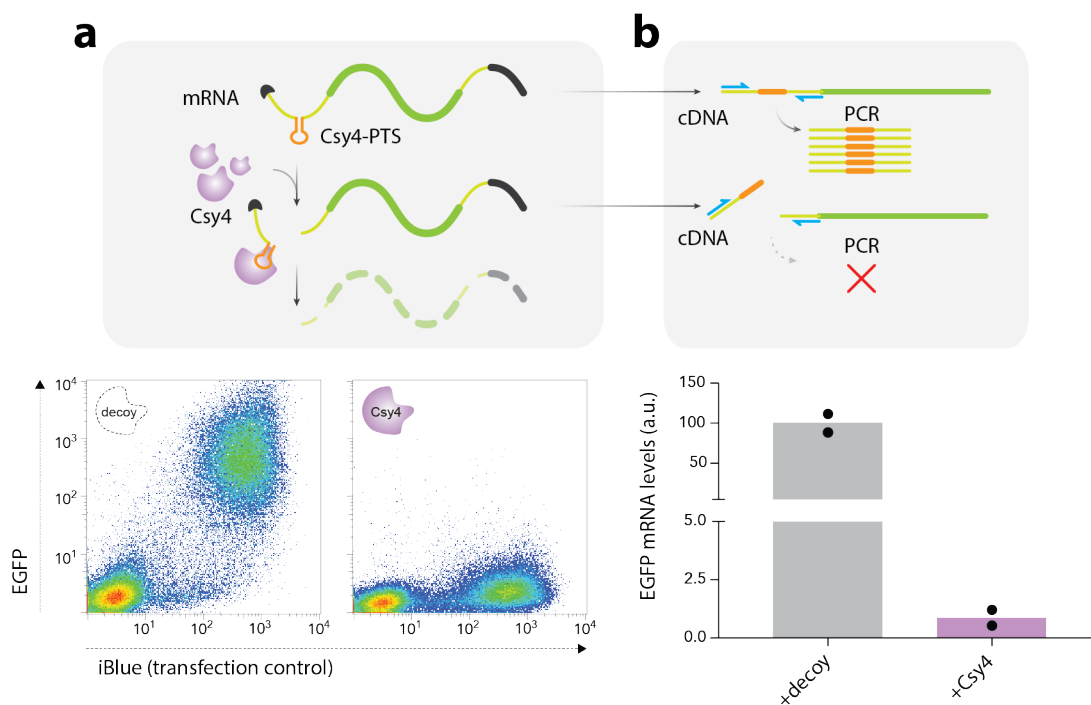 a
mRNA
Csy4-PTS
Csy4
b
cDNA
PCR
cDNA
PCR
10⁴
10³
10²
10¹
decoy
10¹ 10² 10³ 10⁴
EGFP
Csy4
10¹ 10² 10³ 10⁴
iBlue (transfection control)
EGFP mRNA levels (a.u.)
150
100
50
5.0
2.5
0.0
+decoy
+Csy4